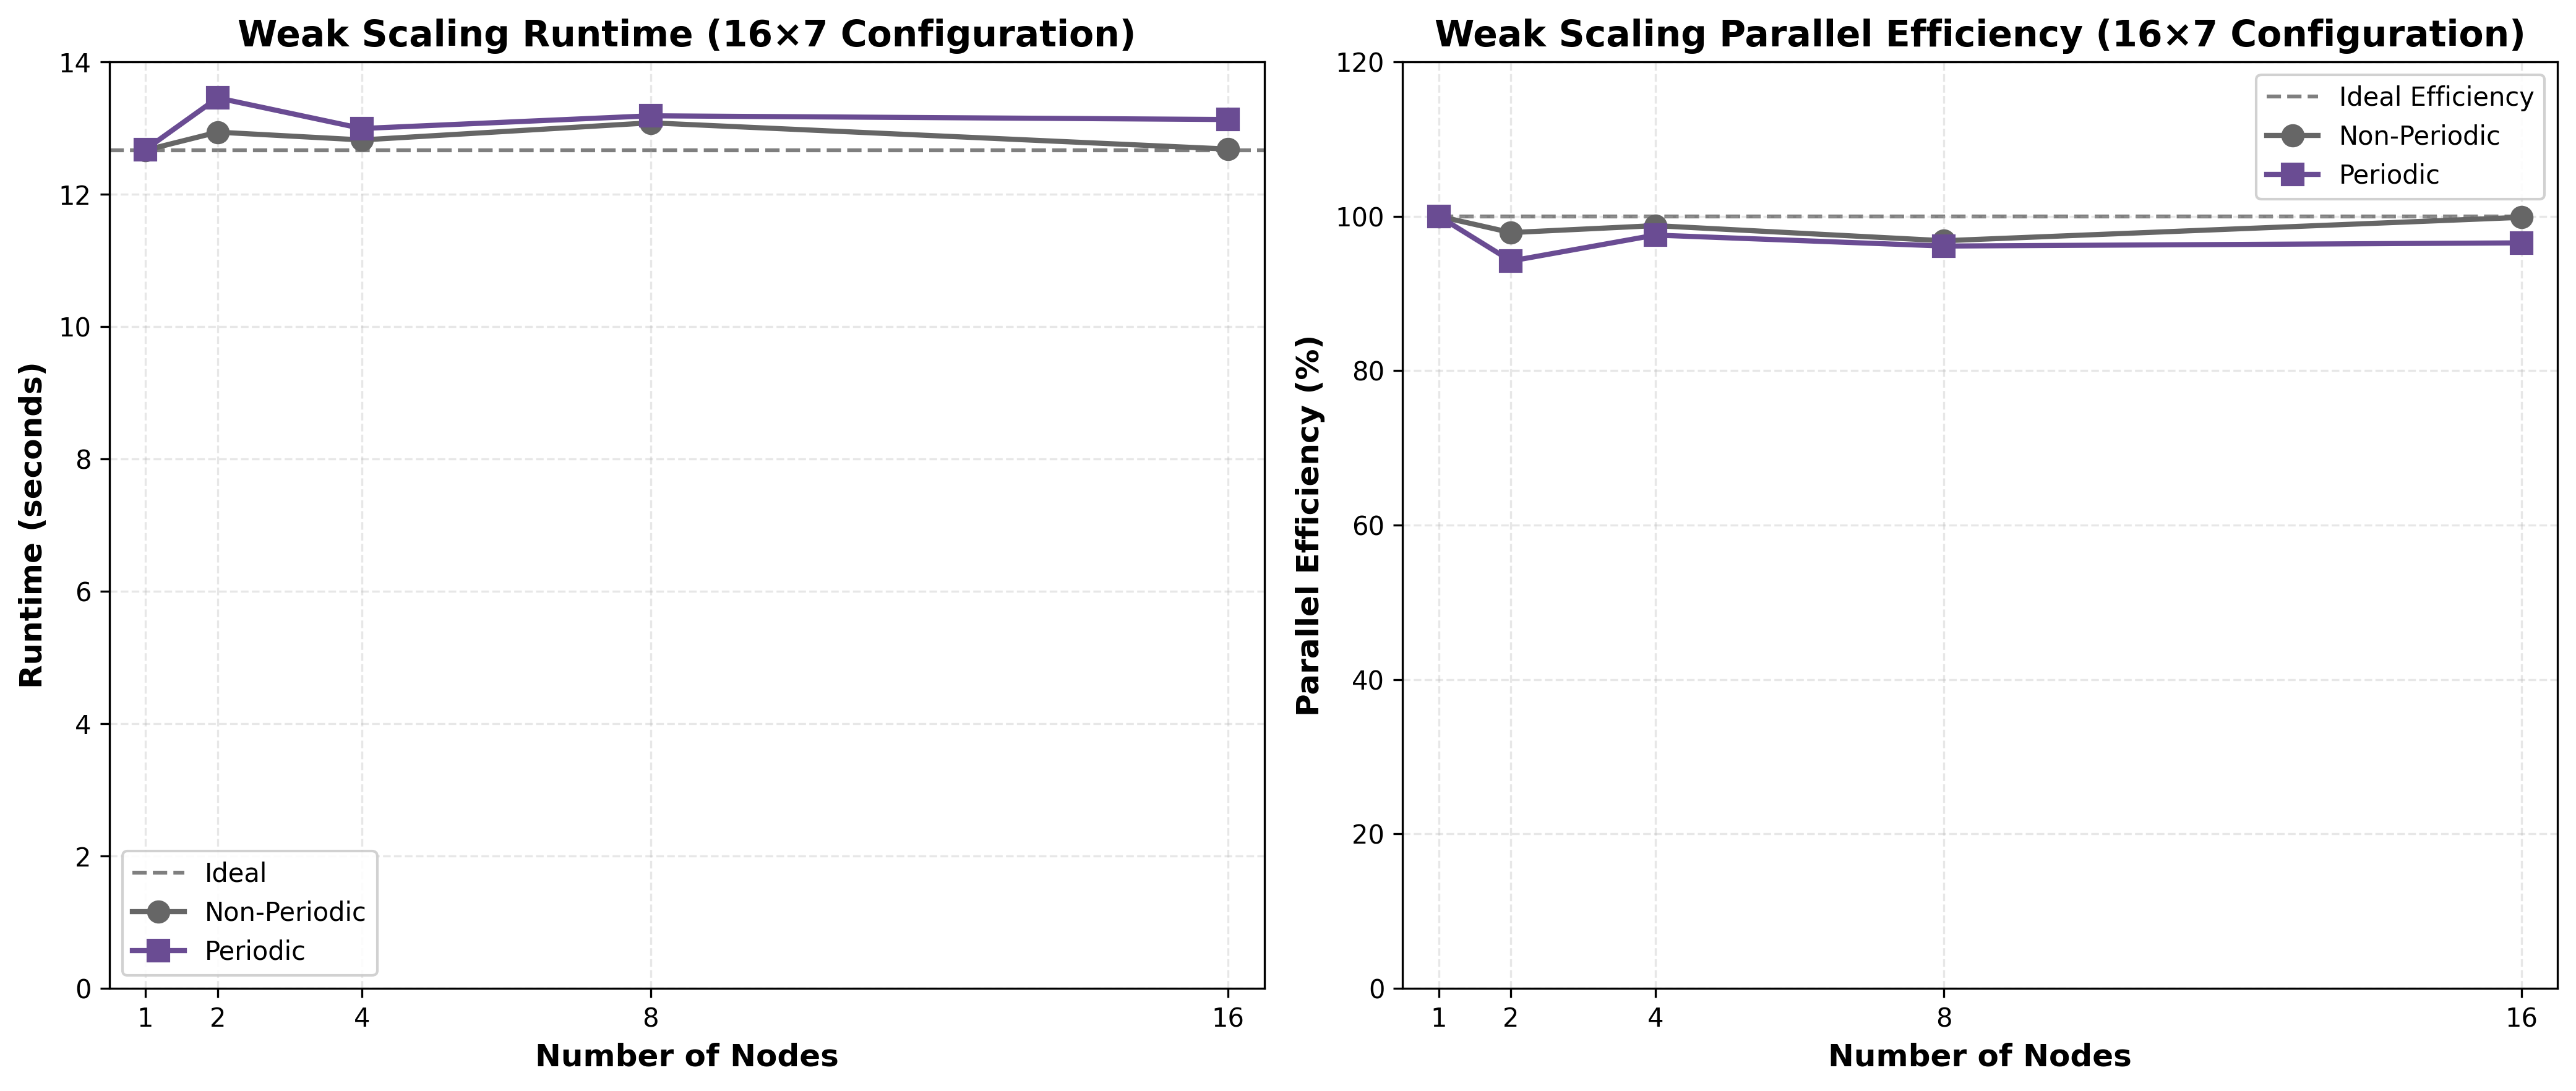 Weak Scaling Runtime (16×7 Configuration)
Runtime (seconds)
14
12
10
8
6
4
2
0
Ideal
Non-Periodic
Periodic
1 2 4 8 16
Number of Nodes
Weak Scaling Parallel Efficiency (16×7 Configuration)
Parallel Efficiency (%)
120
100
80
60
40
20
0
Ideal Efficiency
Non-Periodic
Periodic
1 2 4 8 16
Number of Nodes